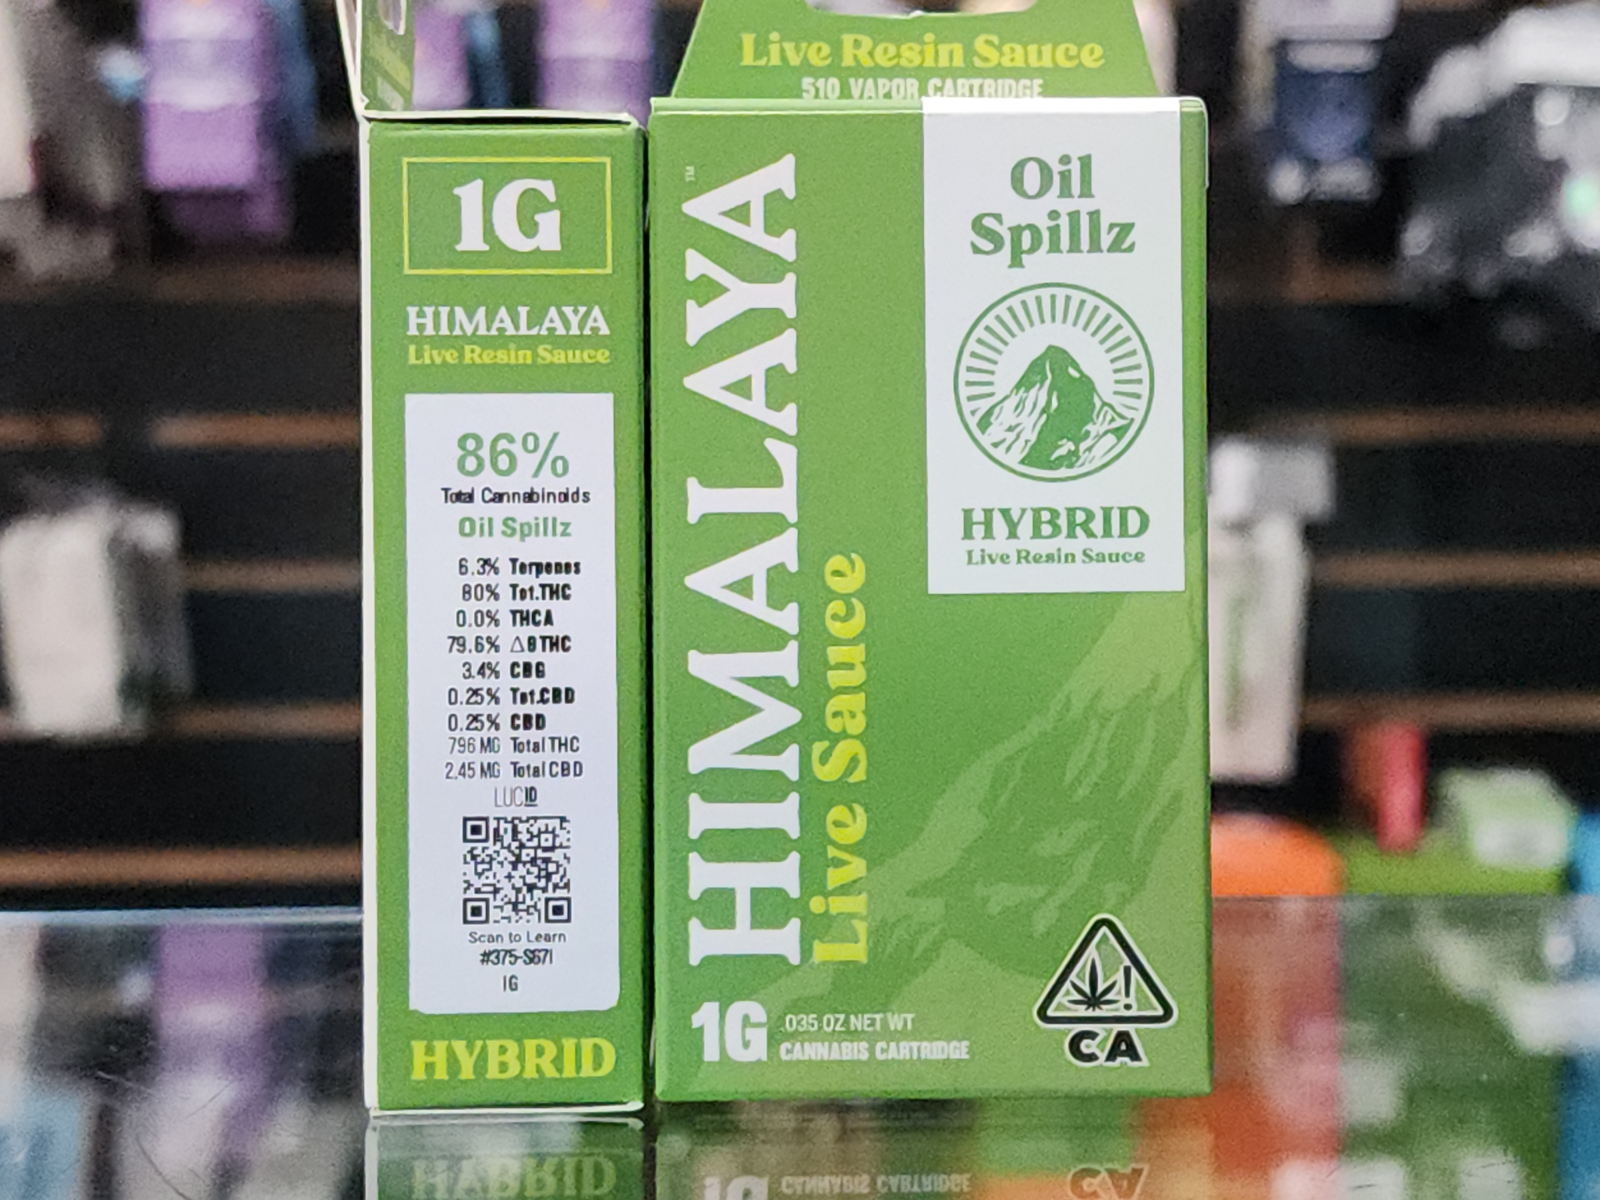 Live Resin Sauce
510 VAPOR CARTRIDGE
1G
HIMALAYA
Live Resin Sauce
86%
Total Cannabinoids
Oil Spillz
6.3% Terpenes
80% Tot.THC
0.0% THCA
79.6% △9THC
3.4% CBG
0.25% Tot.CBD
0.25% CBD
796 MG Total THC
2.45 MG Total CBD
LUCID
Scan to Learn
#375-S671
1G
HYBRID
HIMALAYA™
Live Resin Sauce
Oil
Spillz
HYBRID
Live Resin Sauce
1G .035 OZ NET WT
CANNABIS CARTRIDGE
!
CA